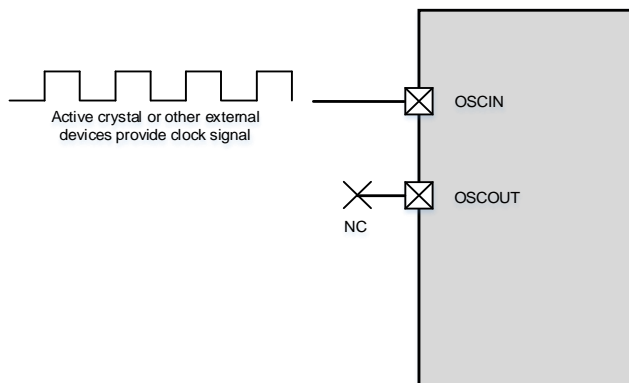 Active crystal or other external
devices provide clock signal
OSCIN
OSCOUT
NC